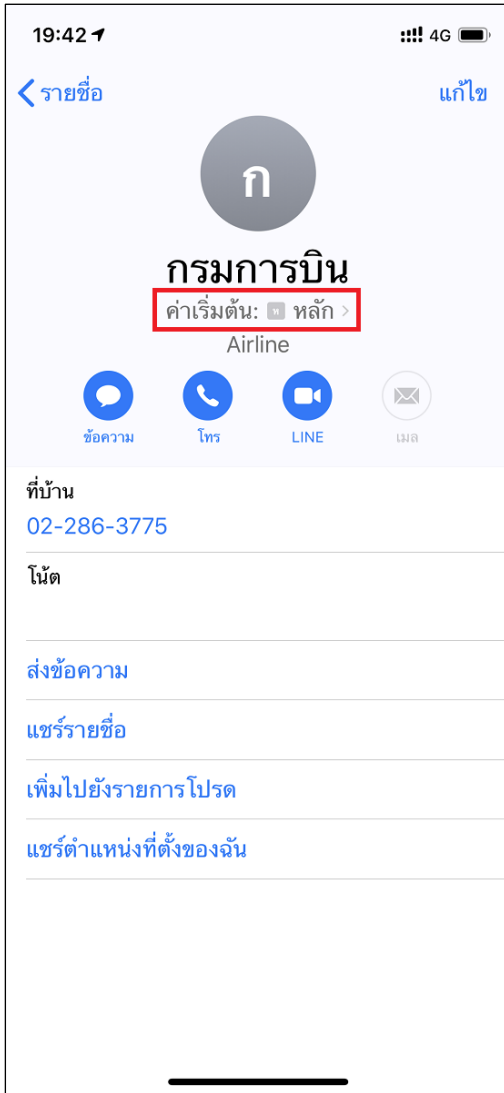 19:42 4G
รายชื่อ แก้ไข
ก
กรมการบิน
ค่าเริ่มต้น: ห หลัก
Airline
ข้อความ โทร LINE เมล
ที่บ้าน
02-286-3775
โน้ต
ส่งข้อความ
แชร์รายชื่อ
เพิ่มไปยังรายการโปรด
แชร์ตำแหน่งที่ตั้งของฉัน